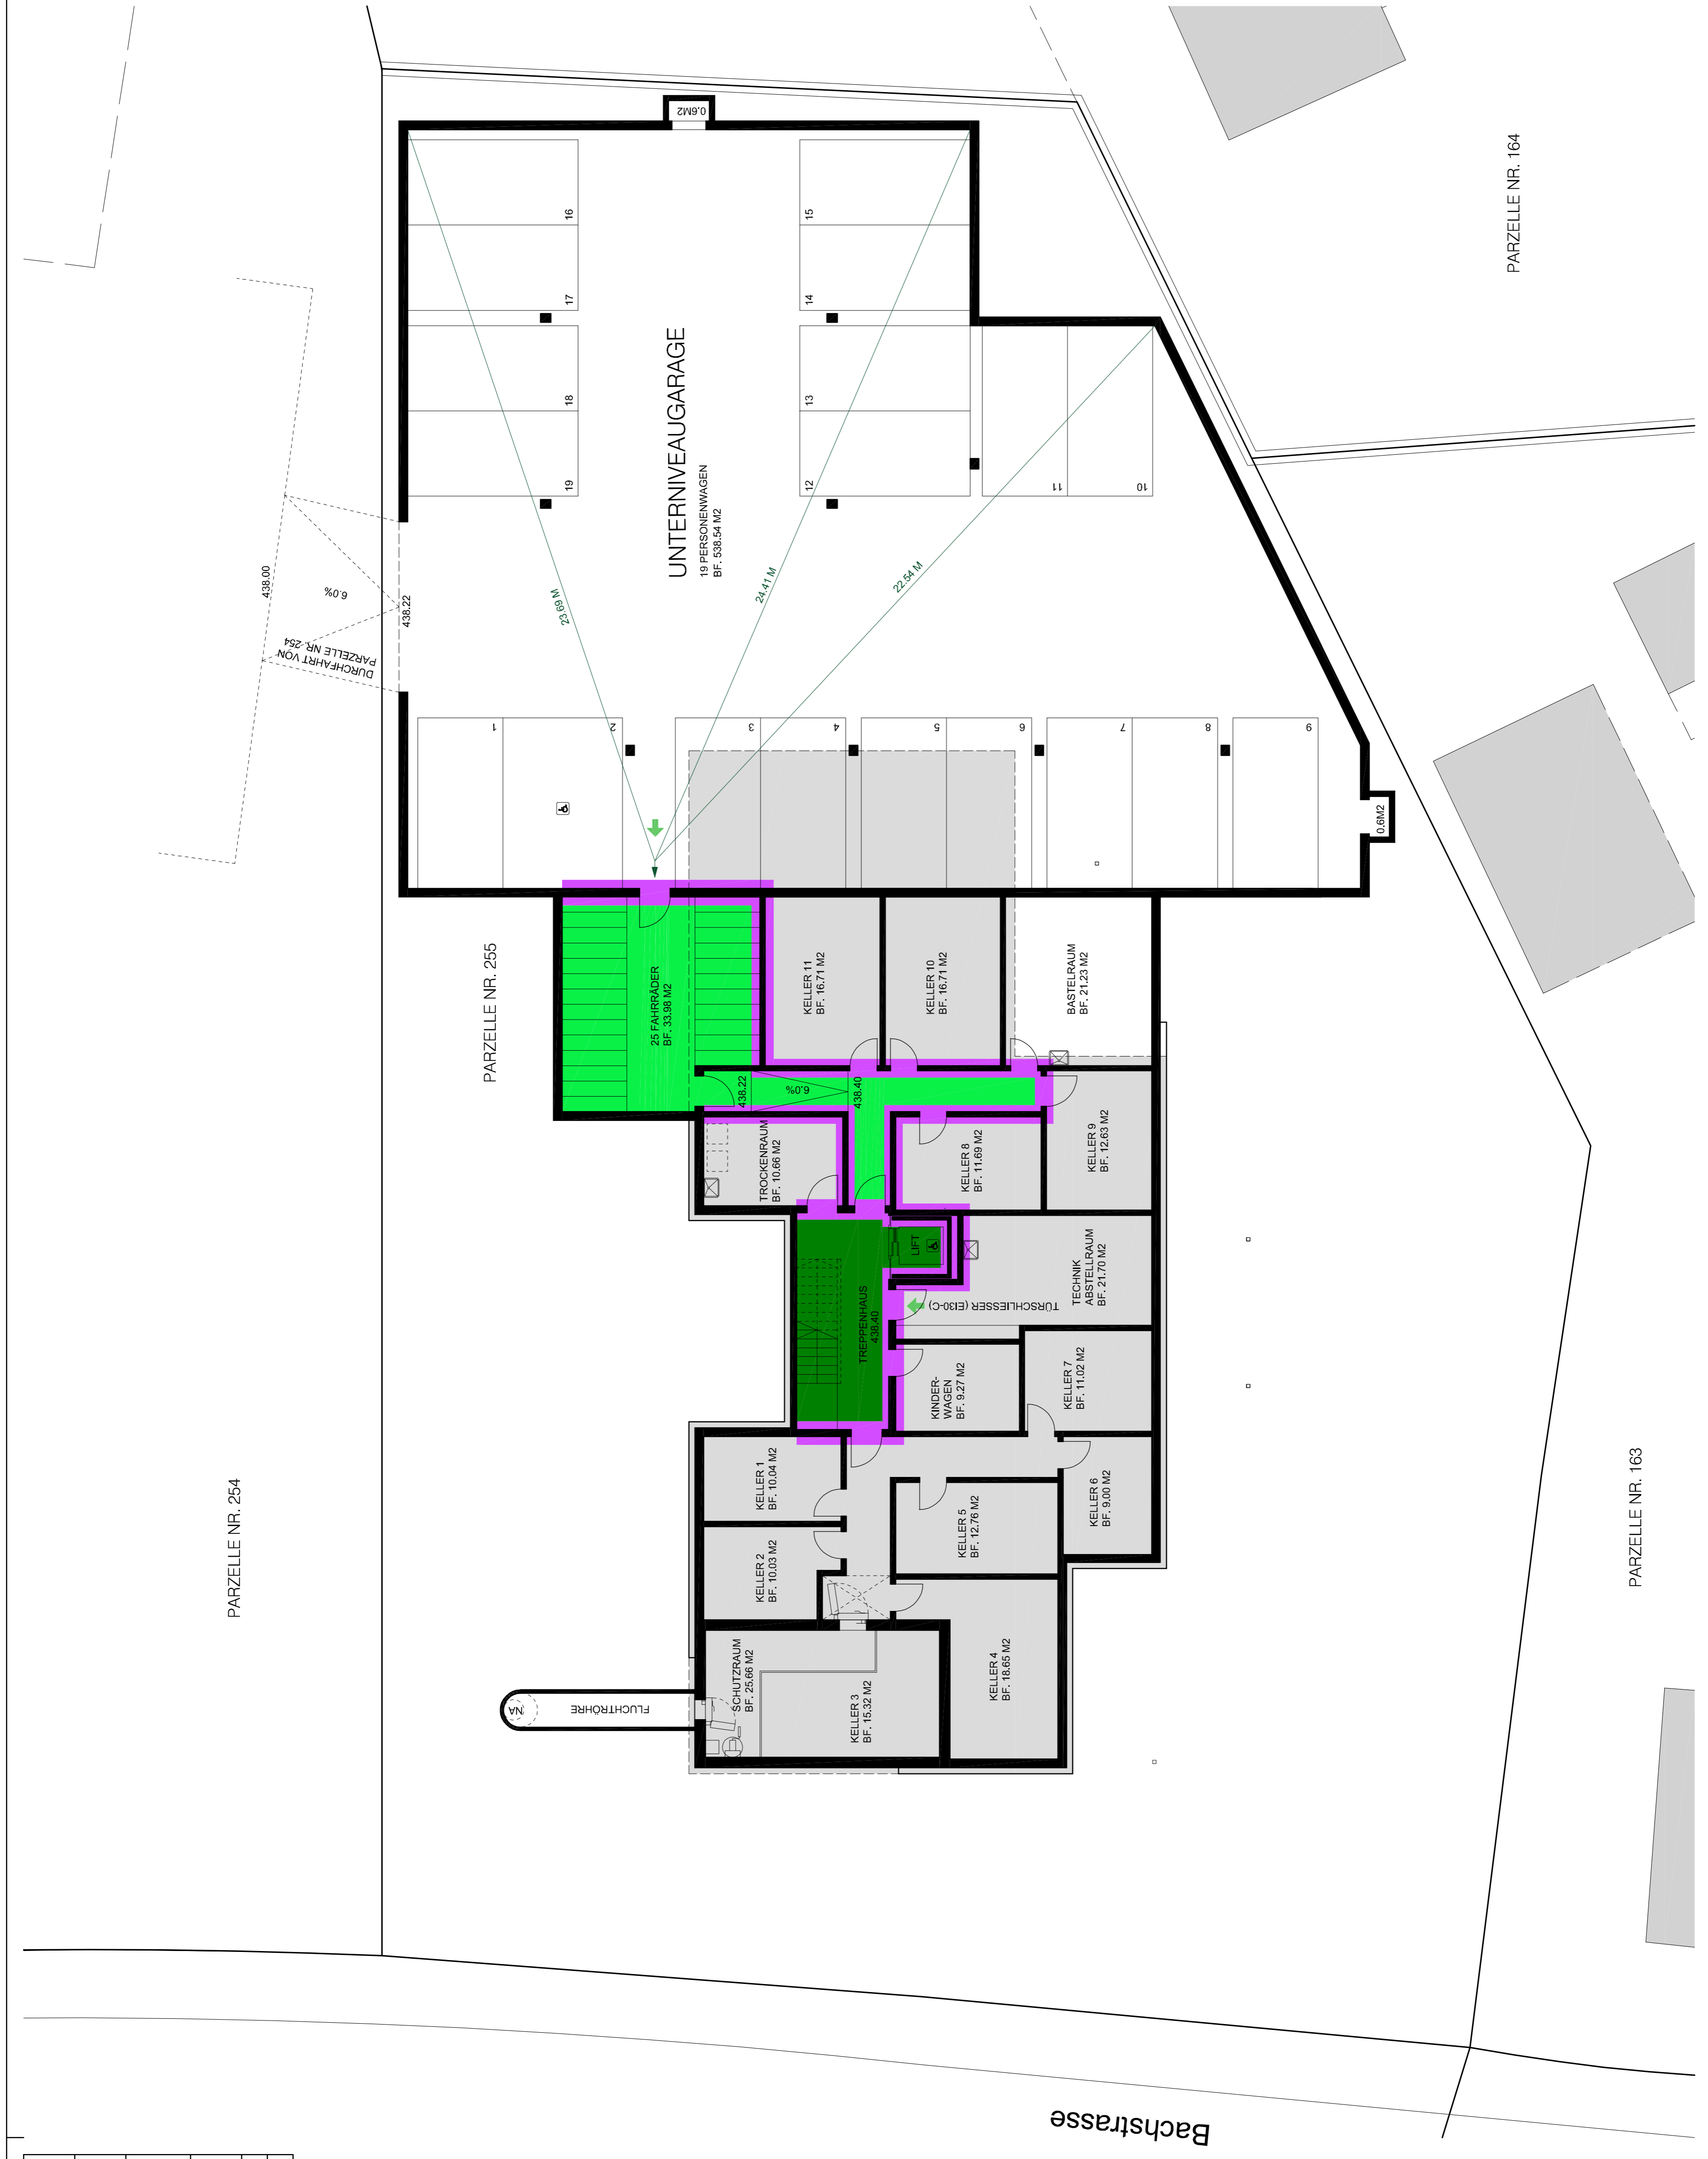 PARZELLE NR. 164
0.6M2
16
15
17
14
18
13
19
12
11
10
UNTERNIVEAUGARAGE
19 PERSONENWAGEN
BF. 538.54 M2
438.00
6.0%
438.22
DURCHFAHRT VON
PARZELLE NR. 254
23.69 M
24.41 M
22.54 M
1
2
3
4
5
6
7
8
9
0.6M2
PARZELLE NR. 255
25 FAHRRÄDER
BF. 33.98 M2
KELLER 11
BF. 16.71 M2
KELLER 10
BF. 16.71 M2
BASTELRAUM
BF. 21.23 M2
438.22
6.0%
438.40
TROCKENRAUM
BF. 10.66 M2
KELLER 8
BF. 11.69 M2
KELLER 9
BF. 12.63 M2
LIFT
TREPPENHAUS
438.40
TÜRSCHLIESSER (EI30-C)
TECHNIK
ABSTELLRAUM
BF. 21.70 M2
KINDER-
WAGEN
BF. 9.27 M2
KELLER 7
BF. 11.02 M2
KELLER 1
BF. 10.04 M2
KELLER 2
BF. 10.03 M2
KELLER 5
BF. 12.76 M2
KELLER 6
BF. 9.00 M2
SCHUTZRAUM
BF. 25.66 M2
KELLER 3
BF. 15.32 M2
KELLER 4
BF. 18.65 M2
FLUCHTRÖHRE
NA
PARZELLE NR. 254
PARZELLE NR. 163
Bachstrasse